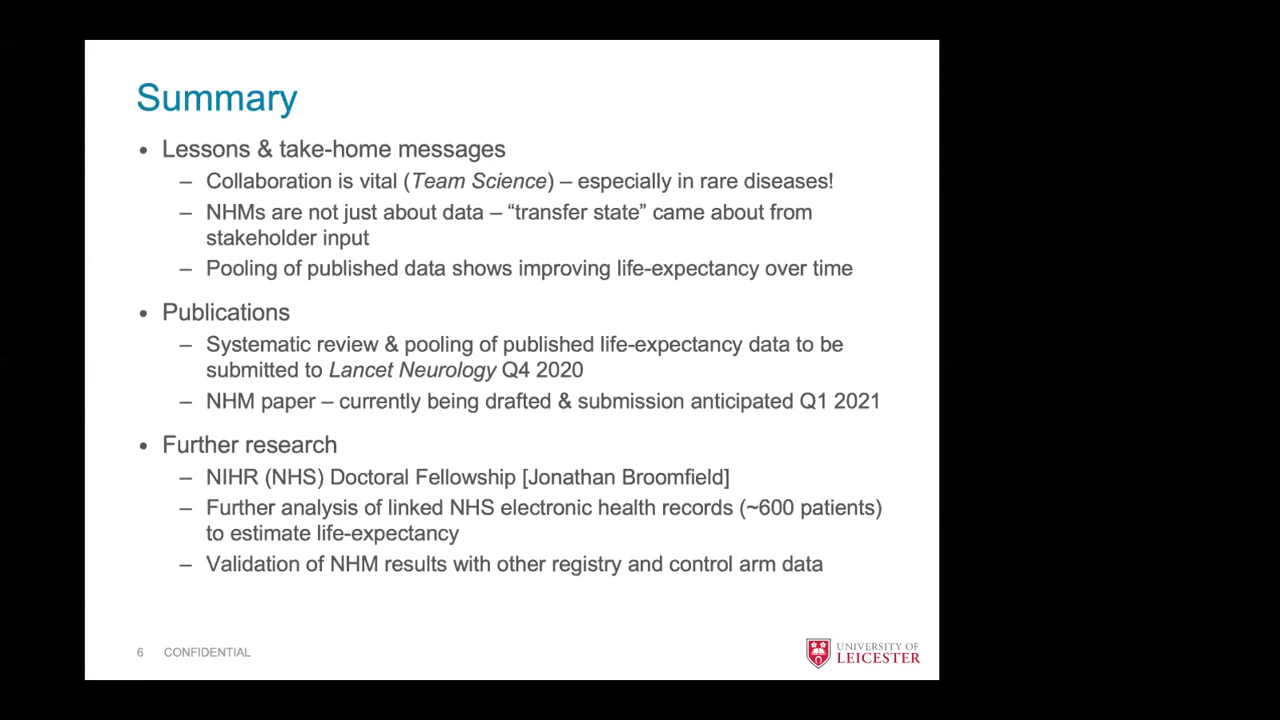 Summary
• Lessons & take-home messages
– Collaboration is vital (Team Science) – especially in rare diseases!
– NHMs are not just about data – “transfer state” came about from
stakeholder input
– Pooling of published data shows improving life-expectancy over time
• Publications
– Systematic review & pooling of published life-expectancy data to be
submitted to Lancet Neurology Q4 2020
– NHM paper – currently being drafted & submission anticipated Q1 2021
• Further research
– NIHR (NHS) Doctoral Fellowship [Jonathan Broomfield]
– Further analysis of linked NHS electronic health records (~600 patients)
to estimate life-expectancy
– Validation of NHM results with other registry and control arm data
6 CONFIDENTIAL
UNIVERSITY OF
LEICESTER